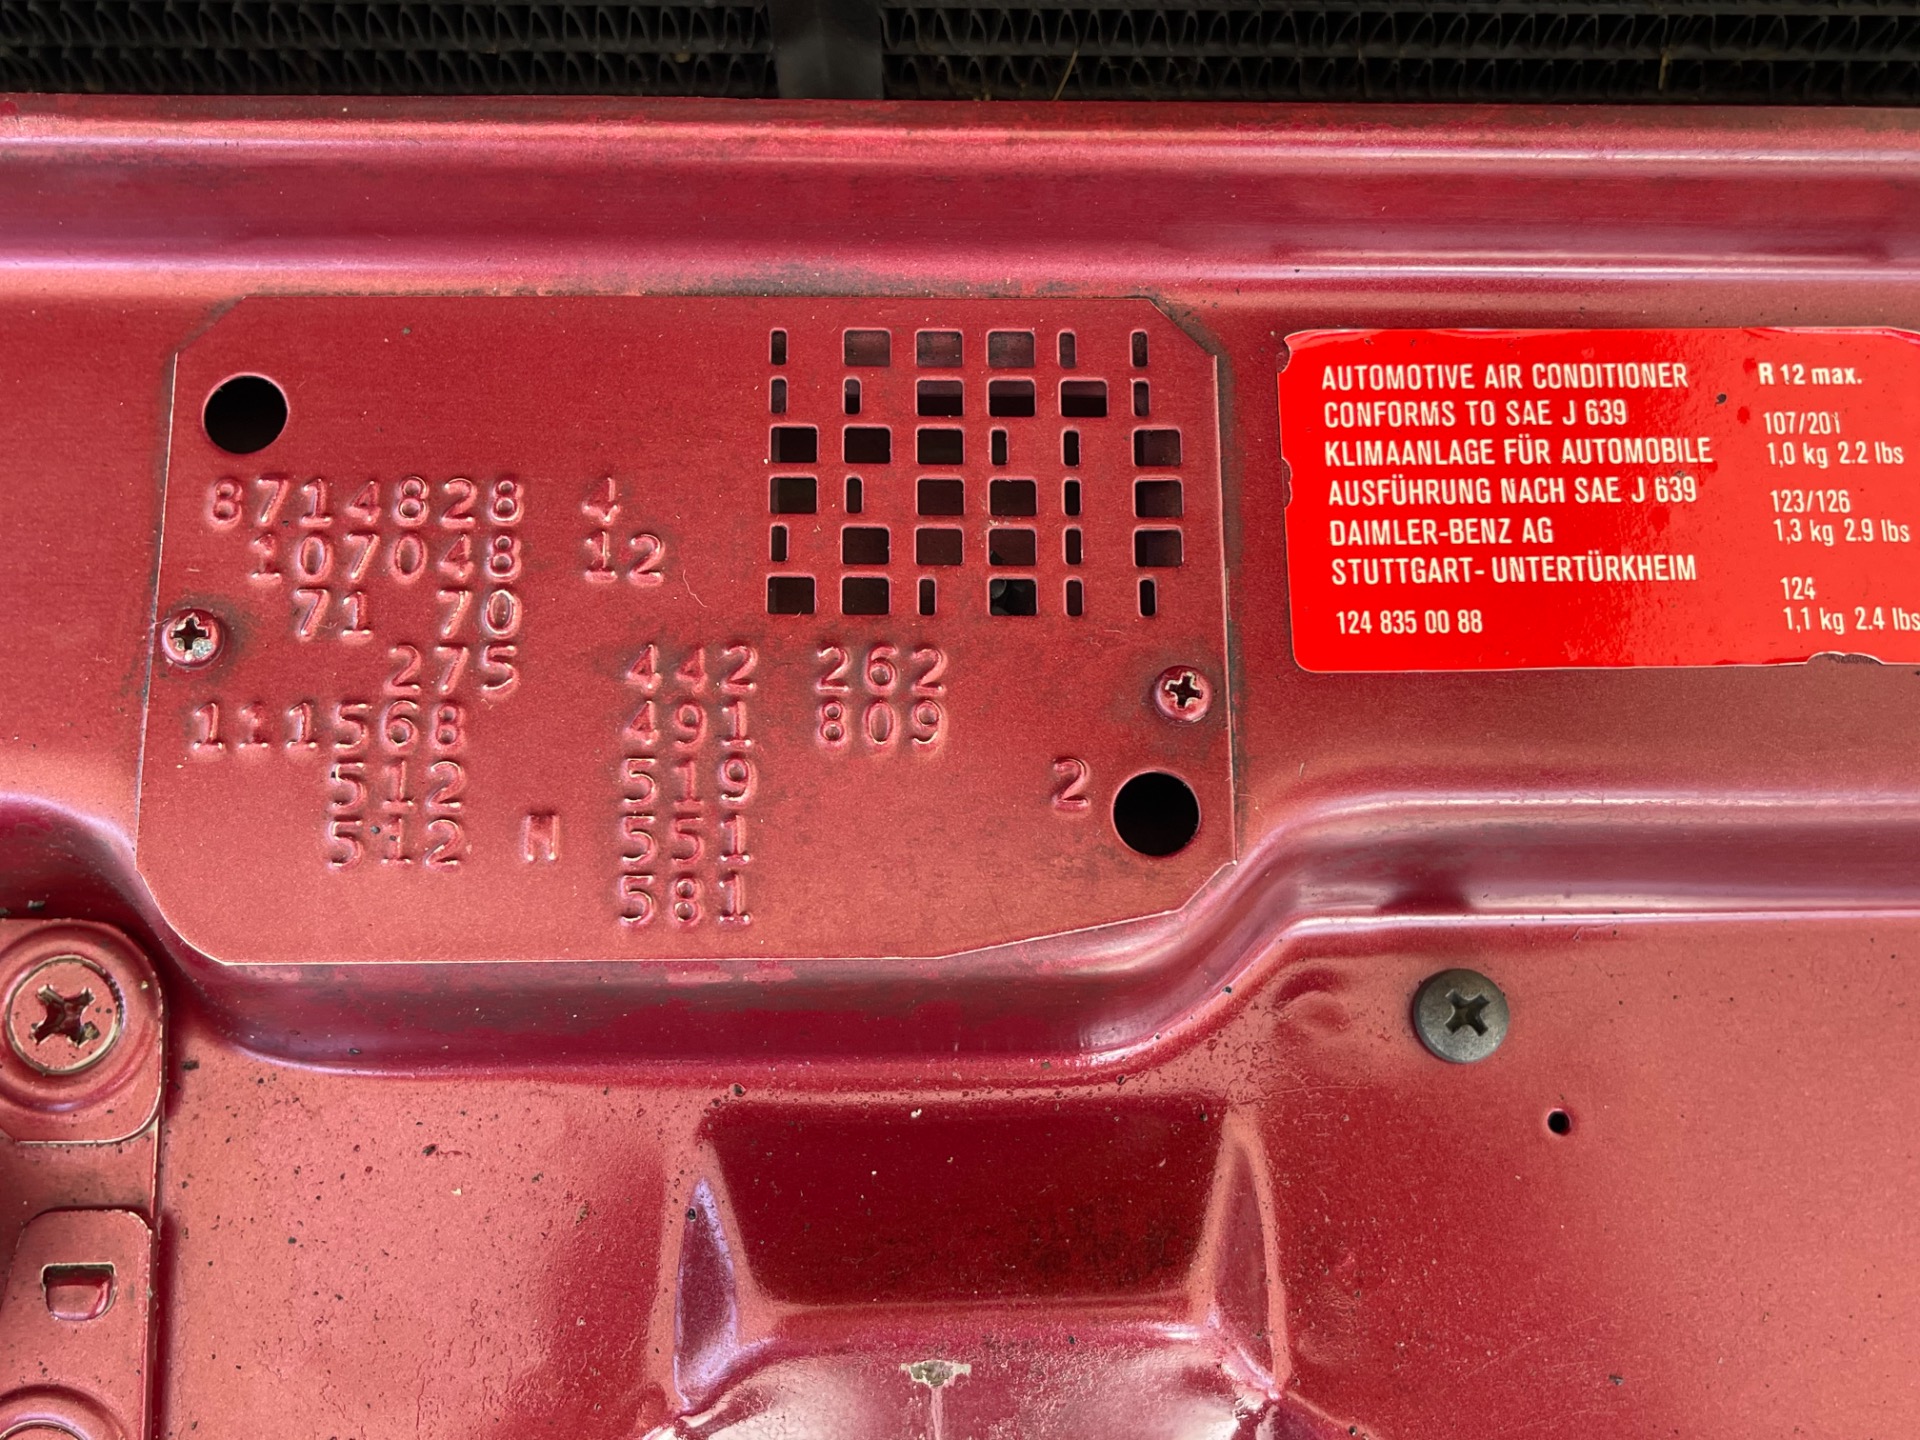 8714828 4
107048 12
71 70
275 442 262
111568 491 809
512 519 2
512 M 551
581
AUTOMOTIVE AIR CONDITIONER R 12 max.
CONFORMS TO SAE J 639 107/201
KLIMAANLAGE FÜR AUTOMOBILE 1,0 kg 2.2 lbs
AUSFÜHRUNG NACH SAE J 639 123/126
DAIMLER-BENZ AG 1,3 kg 2.9 lbs
STUTTGART- UNTERTÜRKHEIM 124
124 835 00 88 1,1 kg 2.4 lbs